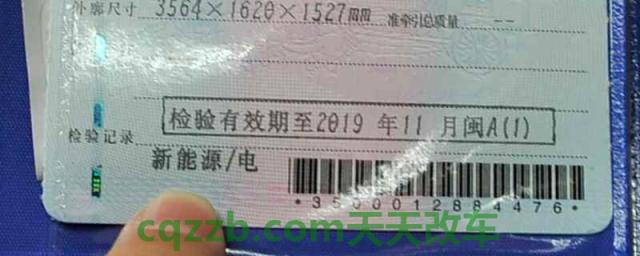 外廓尺寸 3564×1620×1527mm 准牵引总质量 --
检验有效期至2019 年11 月闽A(1)
检验记录
新能源/电
*3500012884476*
cqzzb.com天天改车